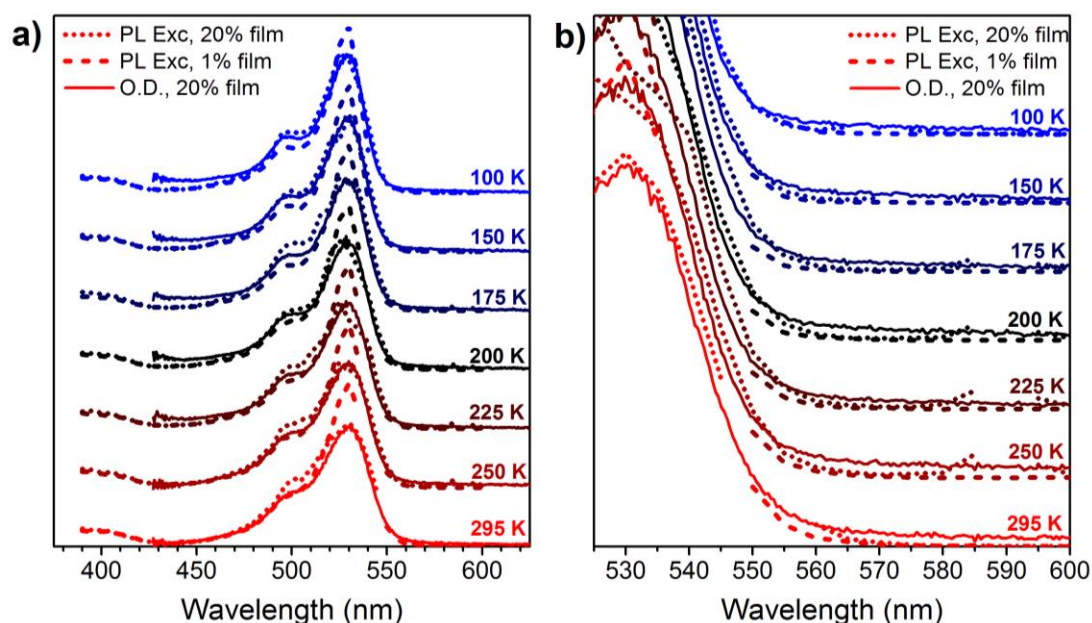 a)
PL Exc, 20% film
PL Exc, 1% film
O.D., 20% film
100 K
150 K
175 K
200 K
225 K
250 K
295 K
400 450 500 550 600
Wavelength (nm)
b)
PL Exc, 20% film
PL Exc, 1% film
O.D., 20% film
100 K
150 K
175 K
200 K
225 K
250 K
295 K
530 540 550 560 570 580 590 600
Wavelength (nm)